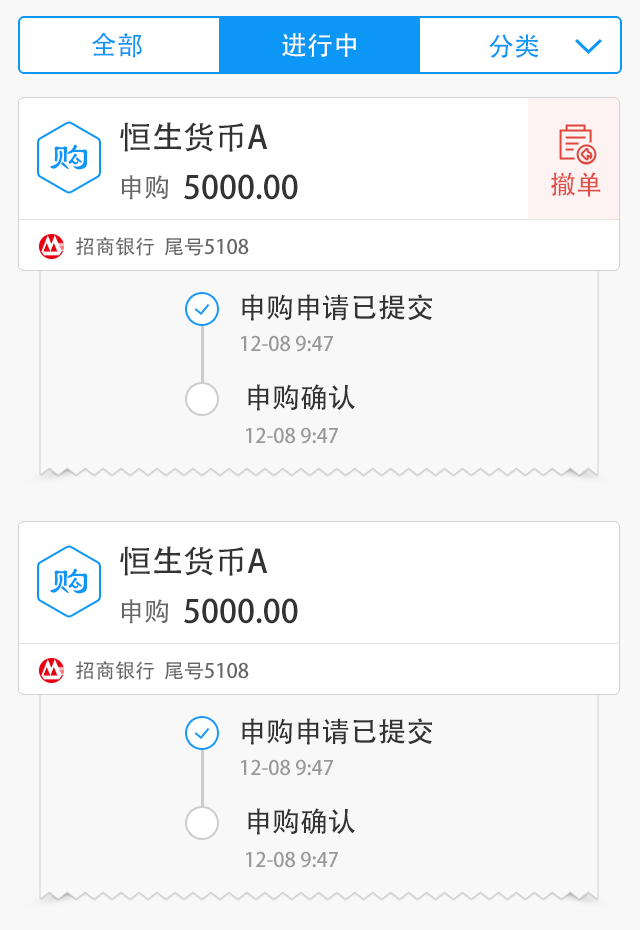 全部 进行中 分类
购 恒生货币A
申购 5000.00
撤单
招商银行 尾号5108
申购申请已提交
12-08 9:47
申购确认
12-08 9:47
购 恒生货币A
申购 5000.00
招商银行 尾号5108
申购申请已提交
12-08 9:47
申购确认
12-08 9:47